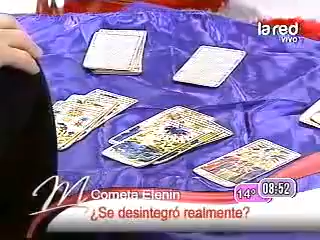 la red
VIVO
M Cometa Elenin
14° 08:52
¿Se desintegró realmente?